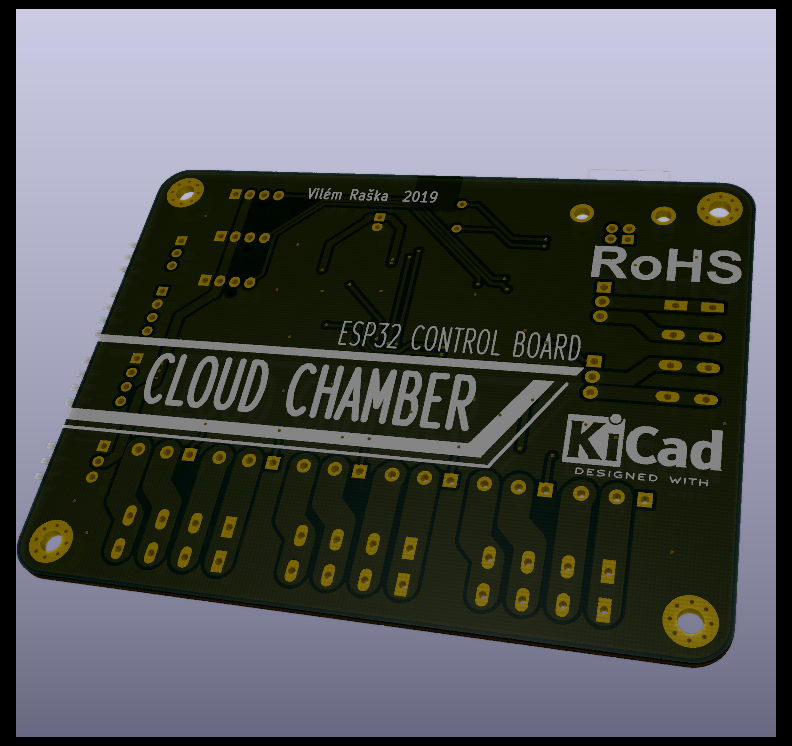 Vilém Raška 2019
RoHS
ESP32 CONTROL BOARD
CLOUD CHAMBER
KiCad
DESIGNED WITH